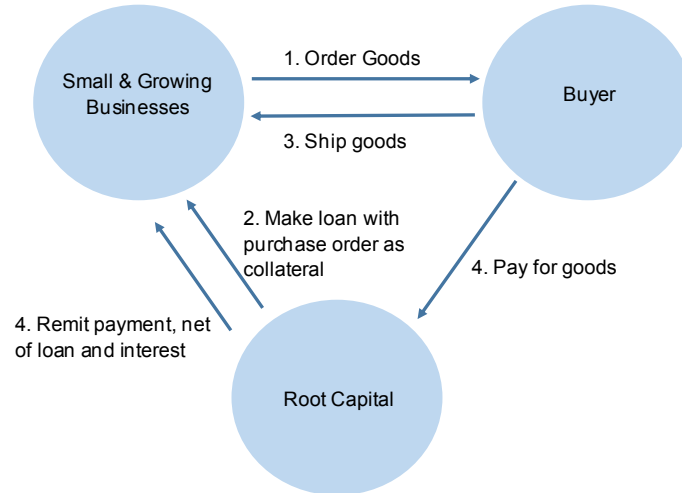 Small & Growing
Businesses
1. Order Goods
Buyer
3. Ship goods
2. Make loan with
purchase order as
collateral
4. Pay for goods
4. Remit payment, net
of loan and interest
Root Capital